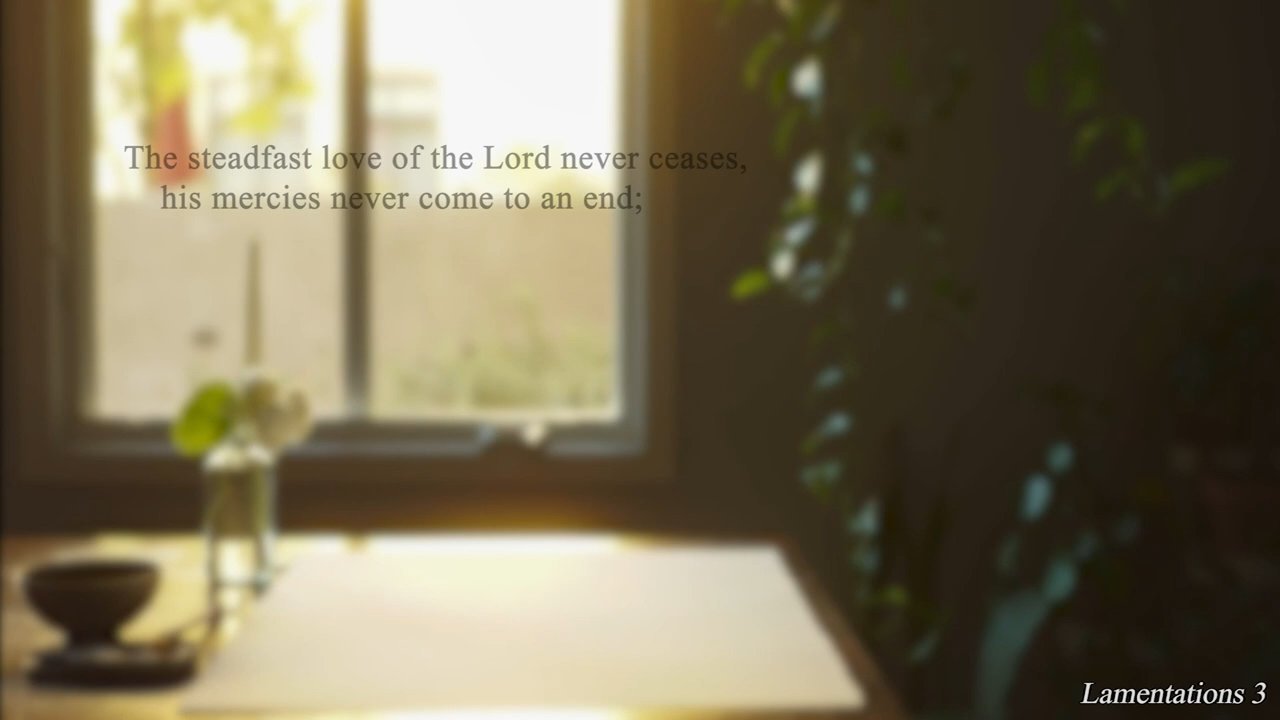 The steadfast love of the Lord never ceases,
his mercies never come to an end;
Lamentations 3